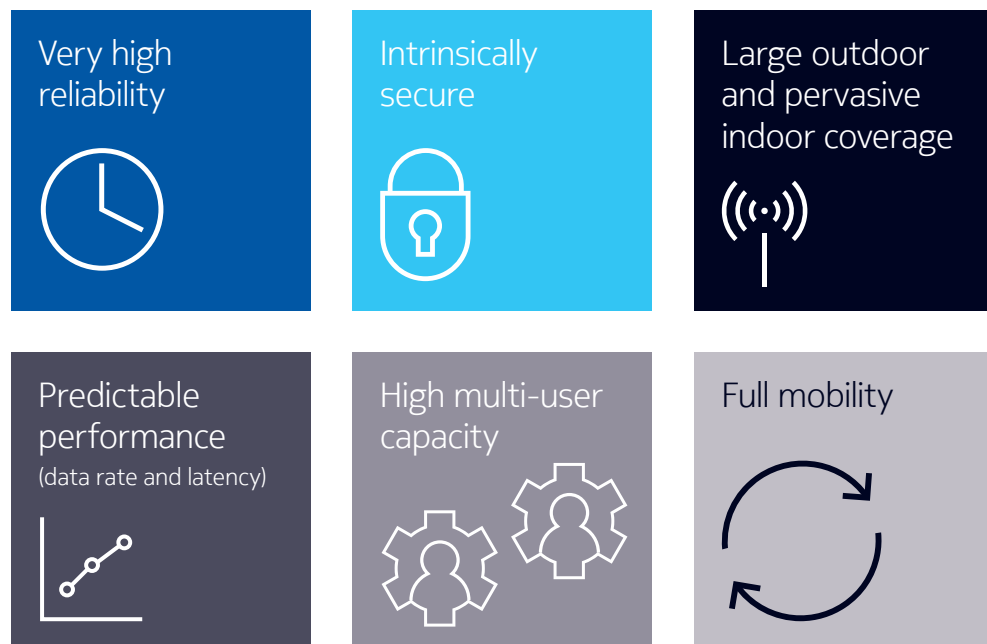 Very high
reliability
Intrinsically
secure
Large outdoor
and pervasive
indoor coverage
Predictable
performance
(data rate and latency)
High multi-user
capacity
Full mobility